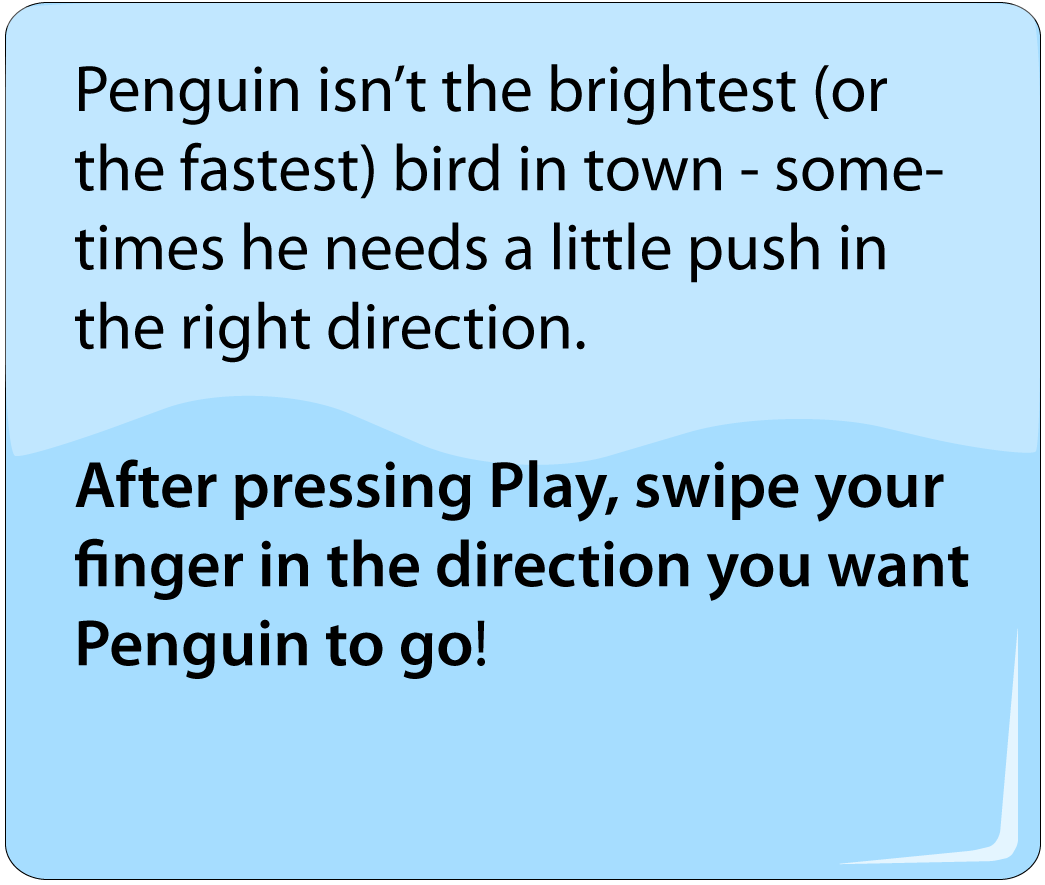 Penguin isn’t the brightest (or
the fastest) bird in town - some-
times he needs a little push in
the right direction.
After pressing Play, swipe your
finger in the direction you want
Penguin to go!